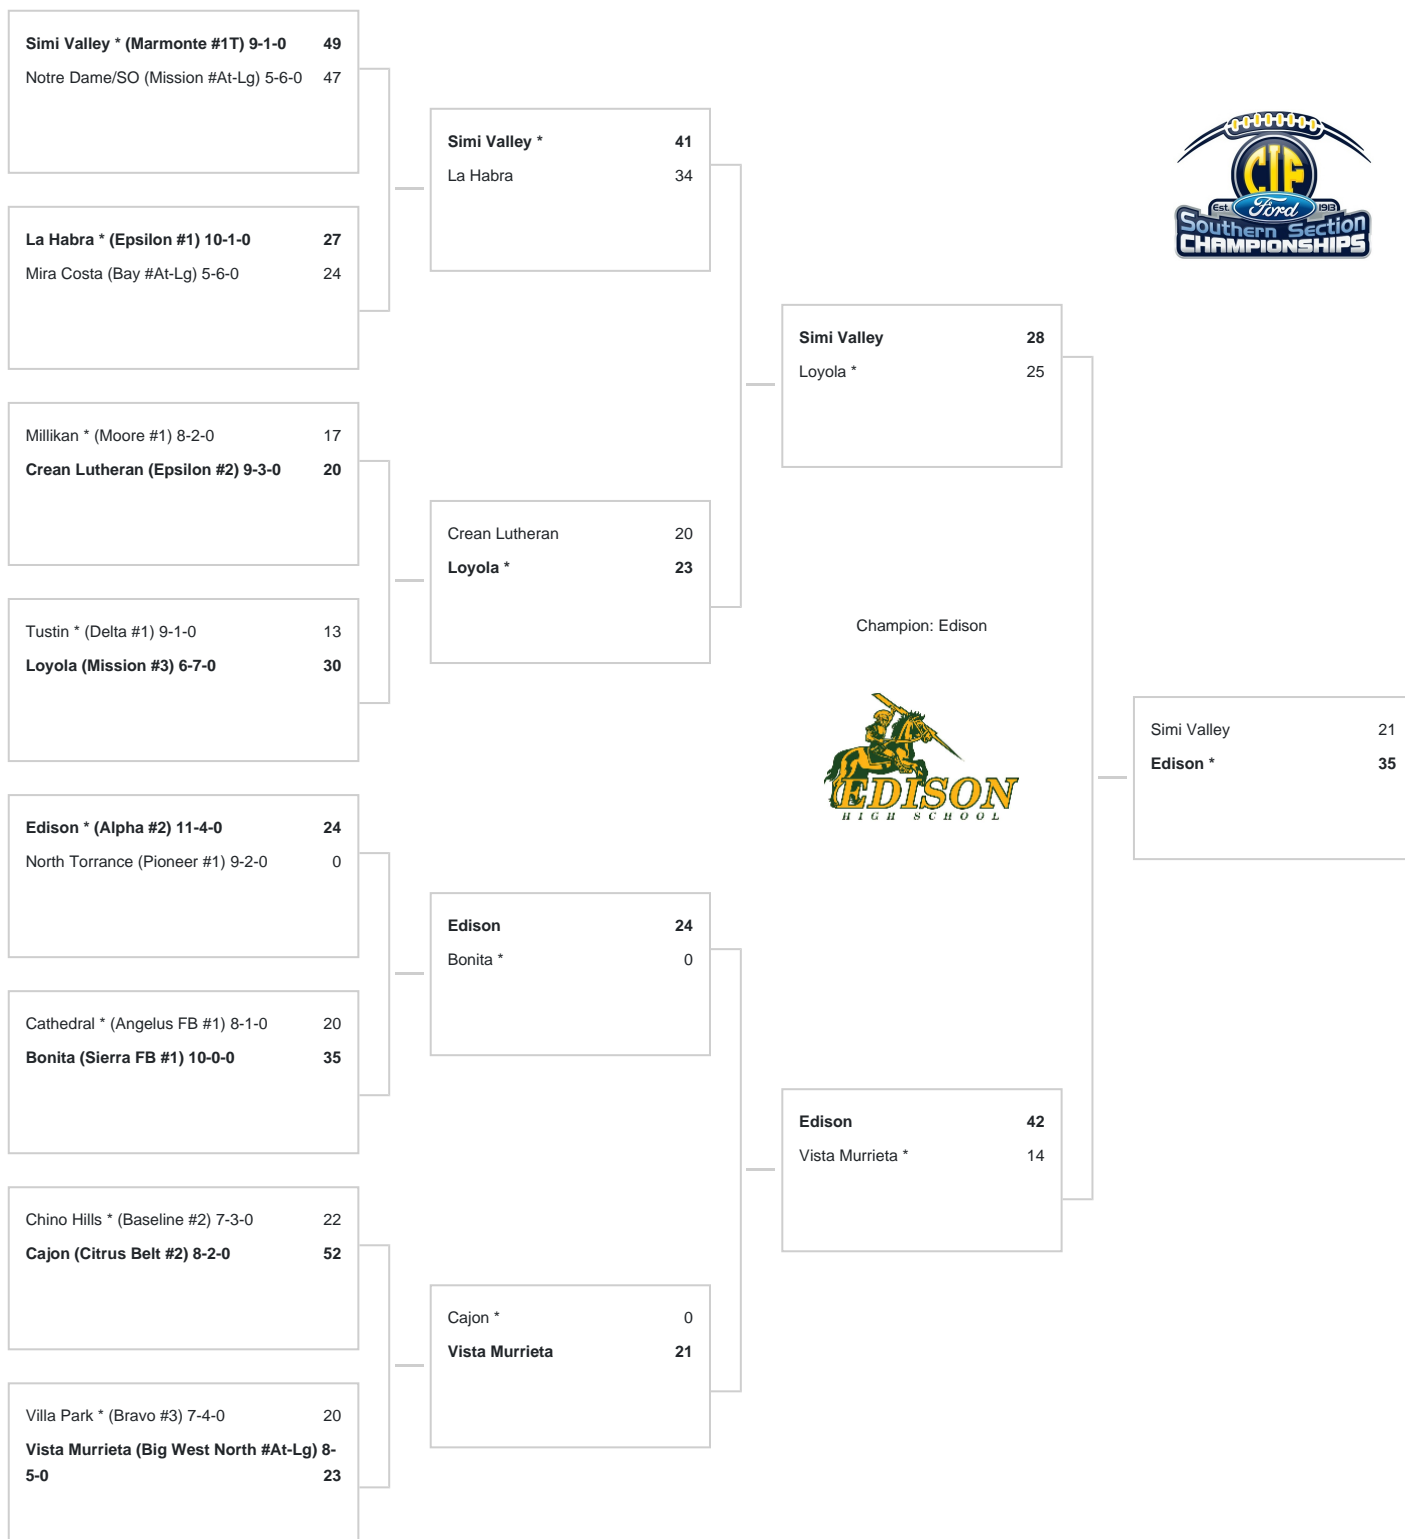 Simi Valley * (Marmonte #1T) 9-1-0 49
Notre Dame/SO (Mission #At-Lg) 5-6-0 47
La Habra * (Epsilon #1) 10-1-0 27
Mira Costa (Bay #At-Lg) 5-6-0 24
Millikan * (Moore #1) 8-2-0 17
Crean Lutheran (Epsilon #2) 9-3-0 20
Tustin * (Delta #1) 9-1-0 13
Loyola (Mission #3) 6-7-0 30
Edison * (Alpha #2) 11-4-0 24
North Torrance (Pioneer #1) 9-2-0 0
Cathedral * (Angelus FB #1) 8-1-0 20
Bonita (Sierra FB #1) 10-0-0 35
Chino Hills * (Baseline #2) 7-3-0 22
Cajon (Citrus Belt #2) 8-2-0 52
Villa Park * (Bravo #3) 7-4-0 20
Vista Murrieta (Big West North #At-Lg) 8-
5-0 23
Simi Valley * 41
La Habra 34
Crean Lutheran 20
Loyola * 23
Edison 24
Bonita * 0
Cajon * 0
Vista Murrieta 21
Simi Valley 28
Loyola * 25
Champion: Edison
EDISON
HIGH SCHOOL
Edison 42
Vista Murrieta * 14
CIF
Est. Ford 1913
Southern Section
CHAMPIONSHIPS
Simi Valley 21
Edison * 35